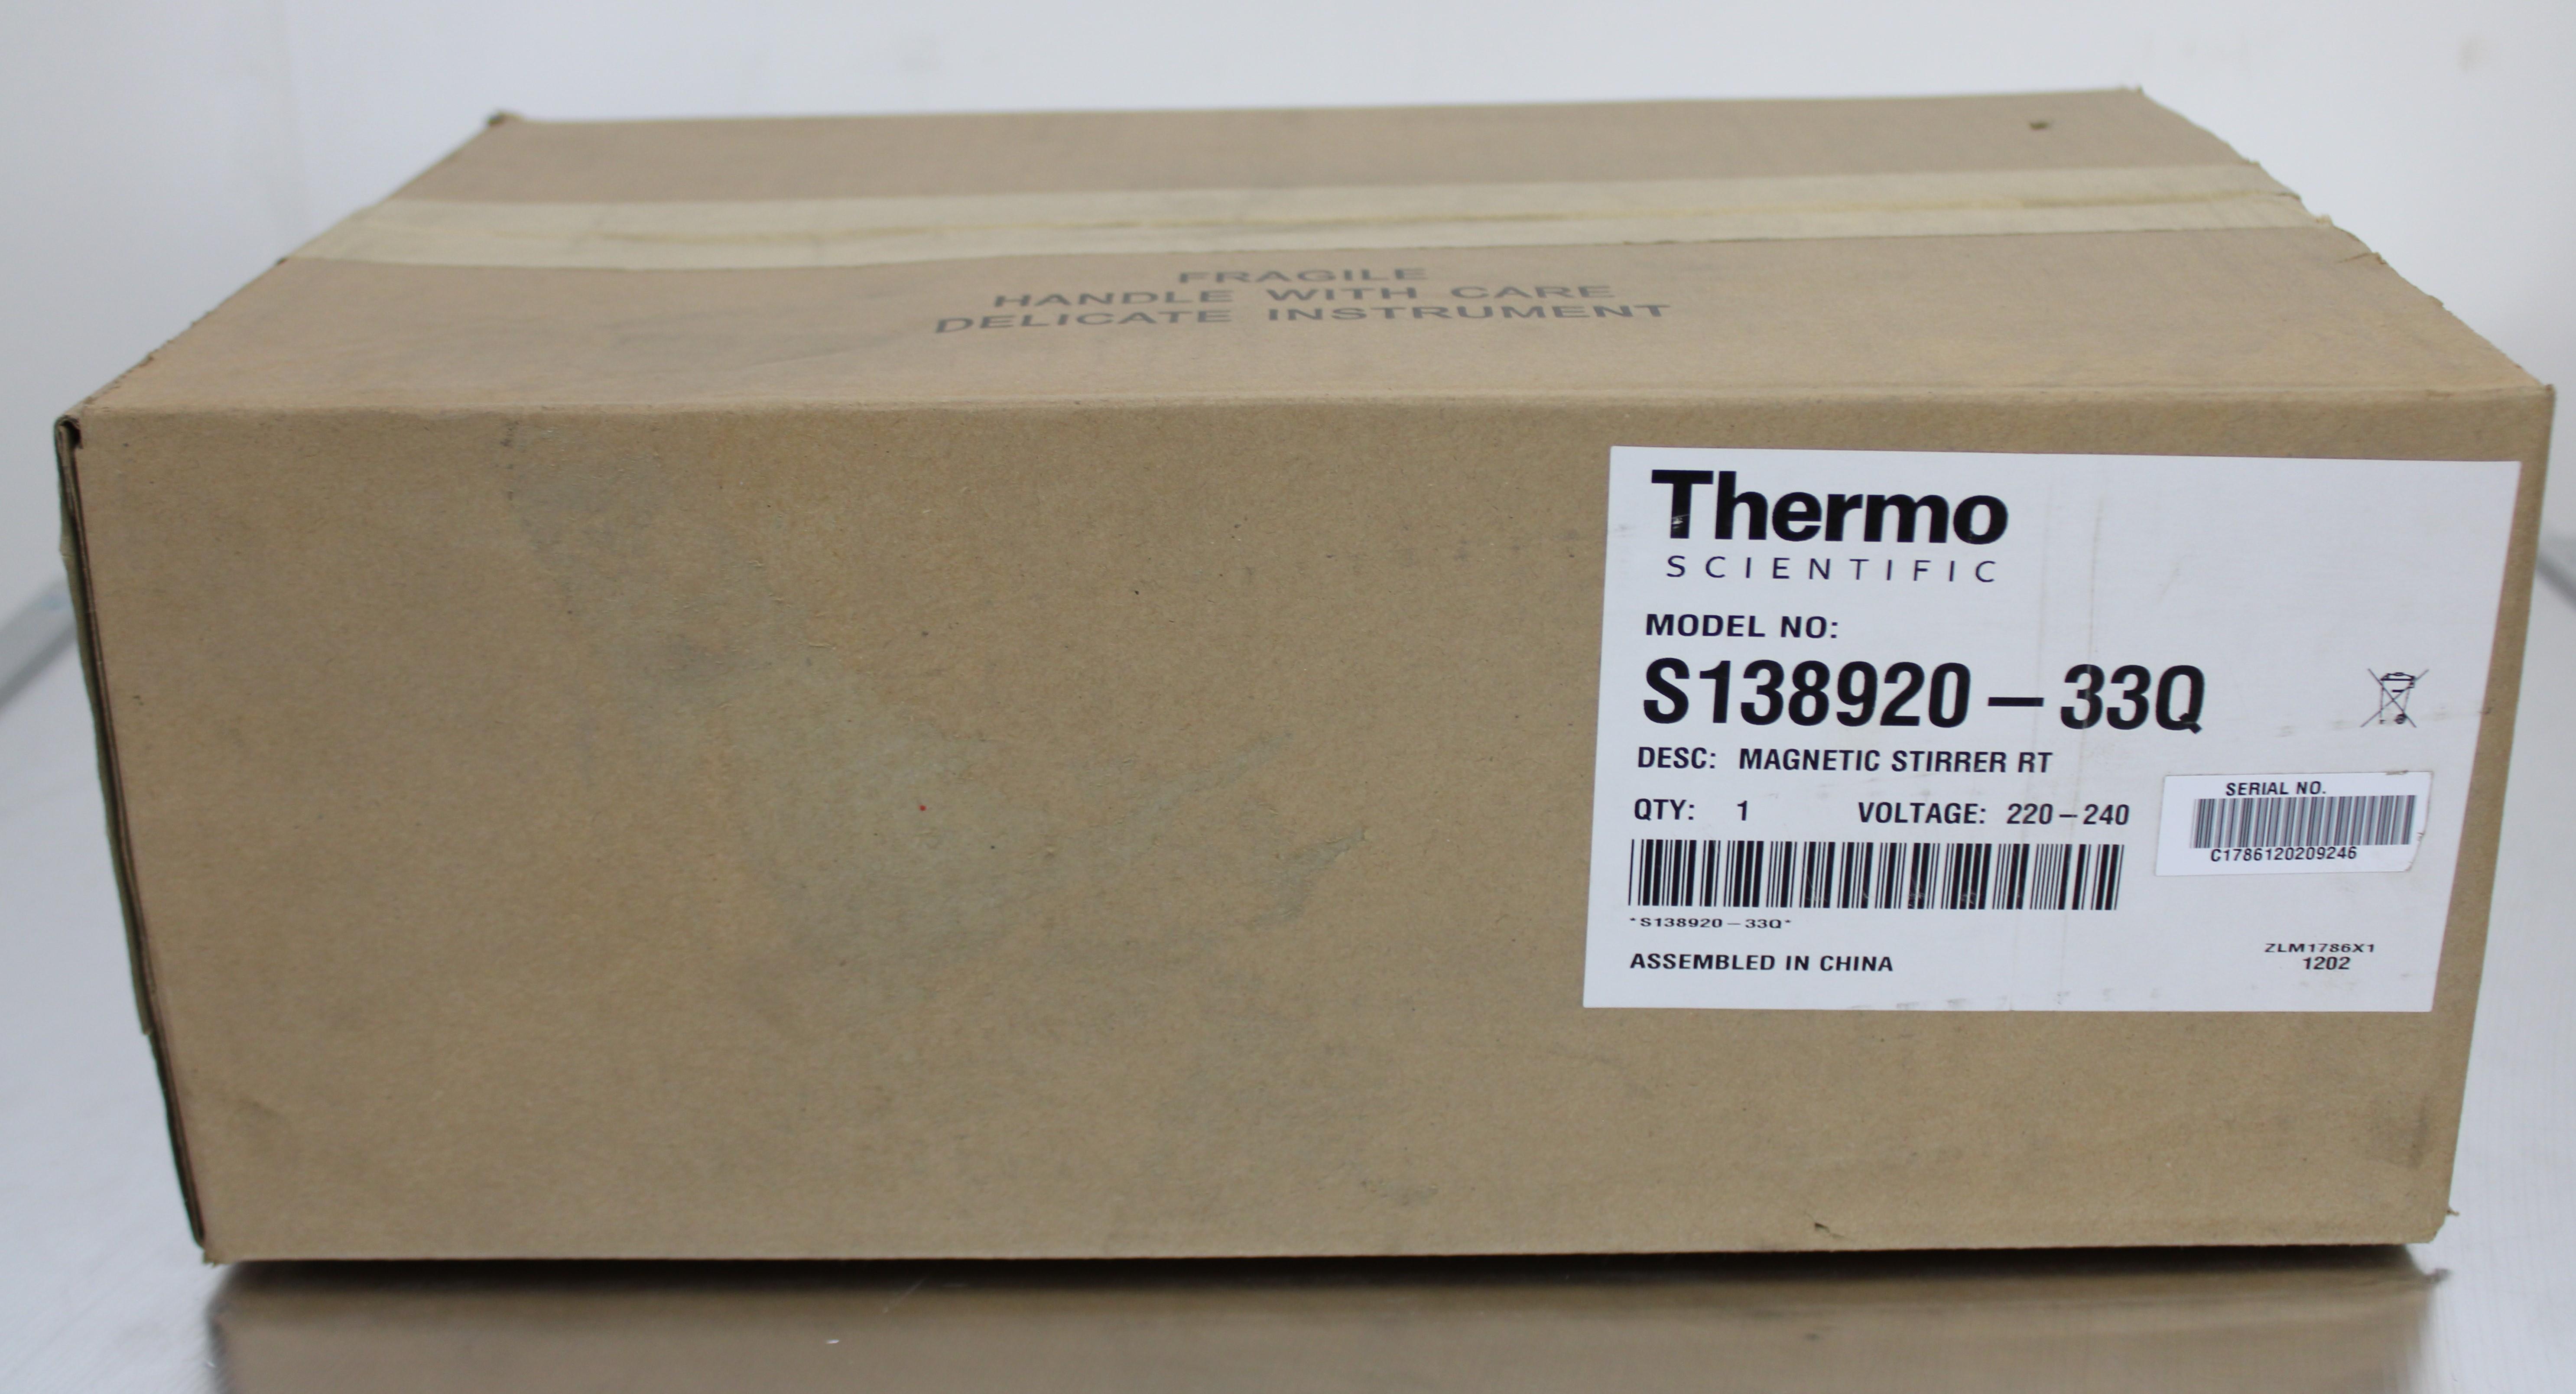 FRAGILE
HANDLE WITH CARE
DELICATE INSTRUMENT
Thermo
SCIENTIFIC
MODEL NO:
S138920-33Q
DESC: MAGNETIC STIRRER RT
QTY: 1 VOLTAGE: 220-240
SERIAL NO.
C1786120209246
*S138920-33Q*
ASSEMBLED IN CHINA
ZLM1786X1
1202